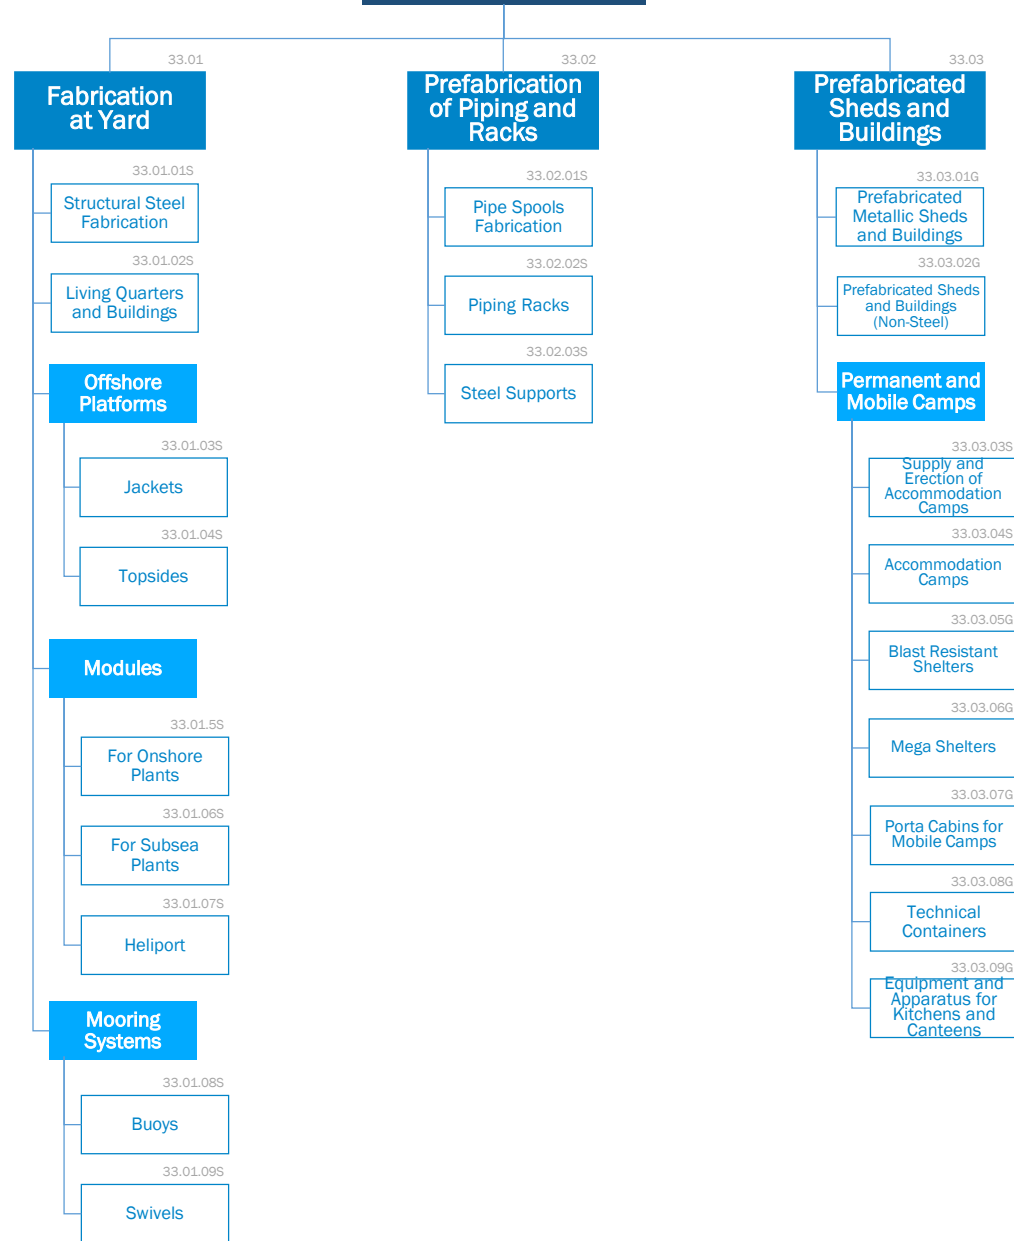 33.01
Fabrication
at Yard
33.01.01S
Structural Steel
Fabrication
33.01.02S
Living Quarters
and Buildings
Offshore
Platforms
33.01.03S
Jackets
33.01.04S
Topsides
Modules
33.01.5S
For Onshore
Plants
33.01.06S
For Subsea
Plants
33.01.07S
Heliport
Mooring
Systems
33.01.08S
Buoys
33.01.09S
Swivels
33.02
Prefabrication
of Piping and
Racks
33.02.01S
Pipe Spools
Fabrication
33.02.02S
Piping Racks
33.02.03S
Steel Supports
33.03
Prefabricated
Sheds and
Buildings
33.03.01G
Prefabricated
Metallic Sheds
and Buildings
33.03.02G
Prefabricated Sheds
and Buildings
(Non-Steel)
Permanent and
Mobile Camps
33.03.03S
Supply and
Erection of
Accommodation
Camps
33.03.04S
Accommodation
Camps
33.03.05G
Blast Resistant
Shelters
33.03.06G
Mega Shelters
33.03.07G
Porta Cabins for
Mobile Camps
33.03.08G
Technical
Containers
33.03.09G
Equipment and
Apparatus for
Kitchens and
Canteens